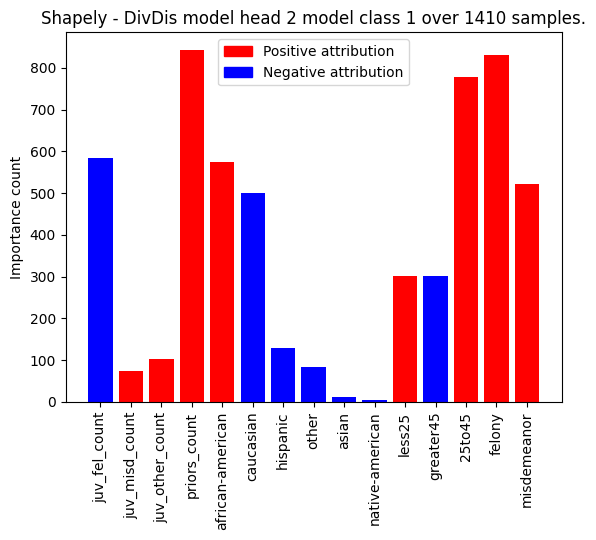 Shapely - DivDis model head 2 model class 1 over 1410 samples.
Positive attribution
Negative attribution
Importance count
800
700
600
500
400
300
200
100
0
juv_fel_count
juv_misd_count
juv_other_count
priors_count
african-american
caucasian
hispanic
other
asian
native-american
less25
greater45
25to45
felony
misdemeanor